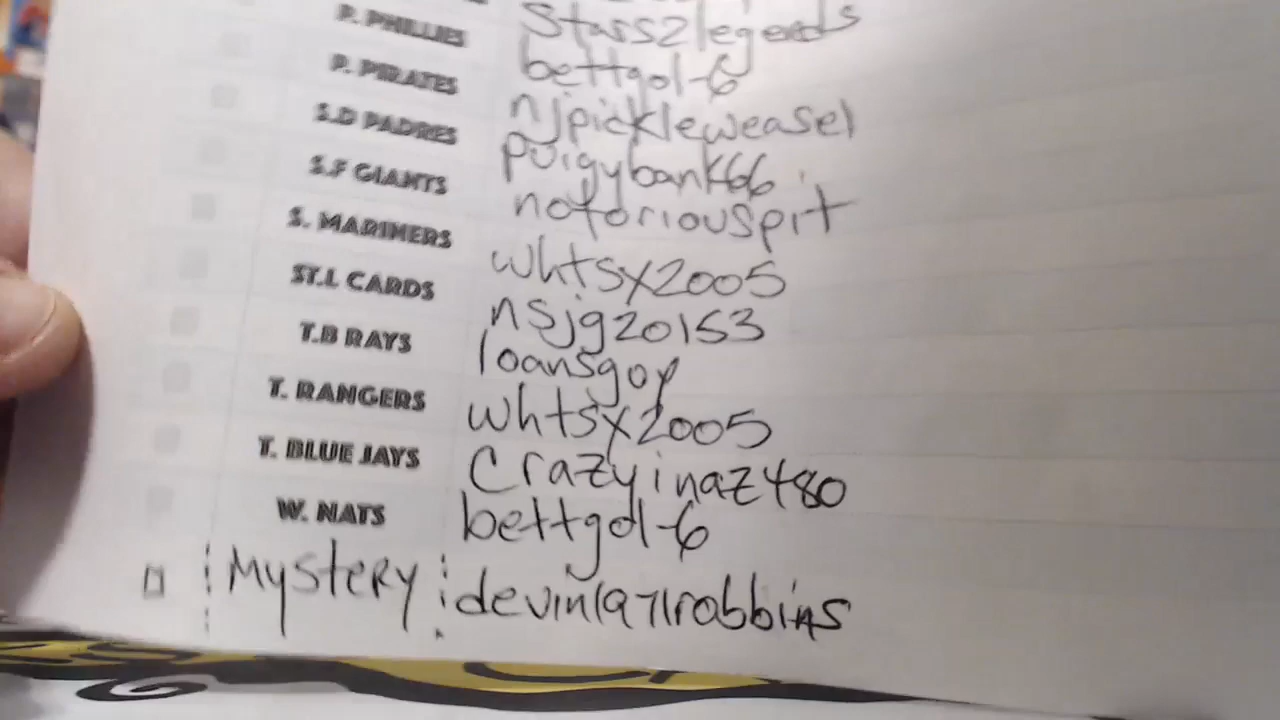 P. PHILLIES stars2legends
P. PIRATES bettgol-6
S.D PADRES njpickleweasel
S.F GIANTS puigybank66
S. MARINERS notoriouspit
ST.L CARDS whtsx2005
T.B RAYS nsjg20153
T. RANGERS loansgoy
T. BLUE JAYS whtsx2005
W. NATS Crazyinaz480
bettgol-6
Mystery devin1971robbins